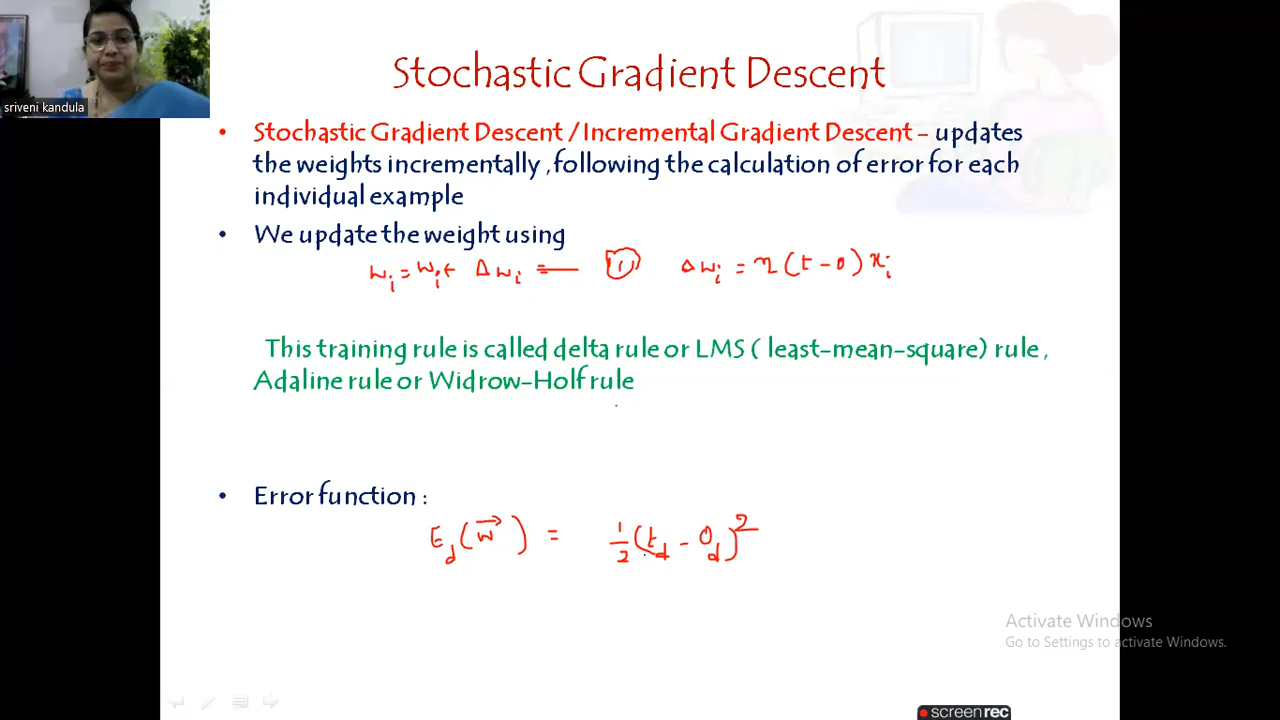 Stochastic Gradient Descent
sriveni kandula
• Stochastic Gradient Descent / Incremental Gradient Descent - updates
the weights incrementally ,following the calculation of error for each
individual example
• We update the weight using
wᵢ = wᵢ + Δwᵢ — ① Δwᵢ = η(t - o) xᵢ
This training rule is called delta rule or LMS ( least-mean-square) rule ,
Adaline rule or Widrow-Holf rule
• Error function :
E_d(w⃗) = 1/2 (t_d - O_d)²
Activate Windows
Go to Settings to activate Windows.
screenrec